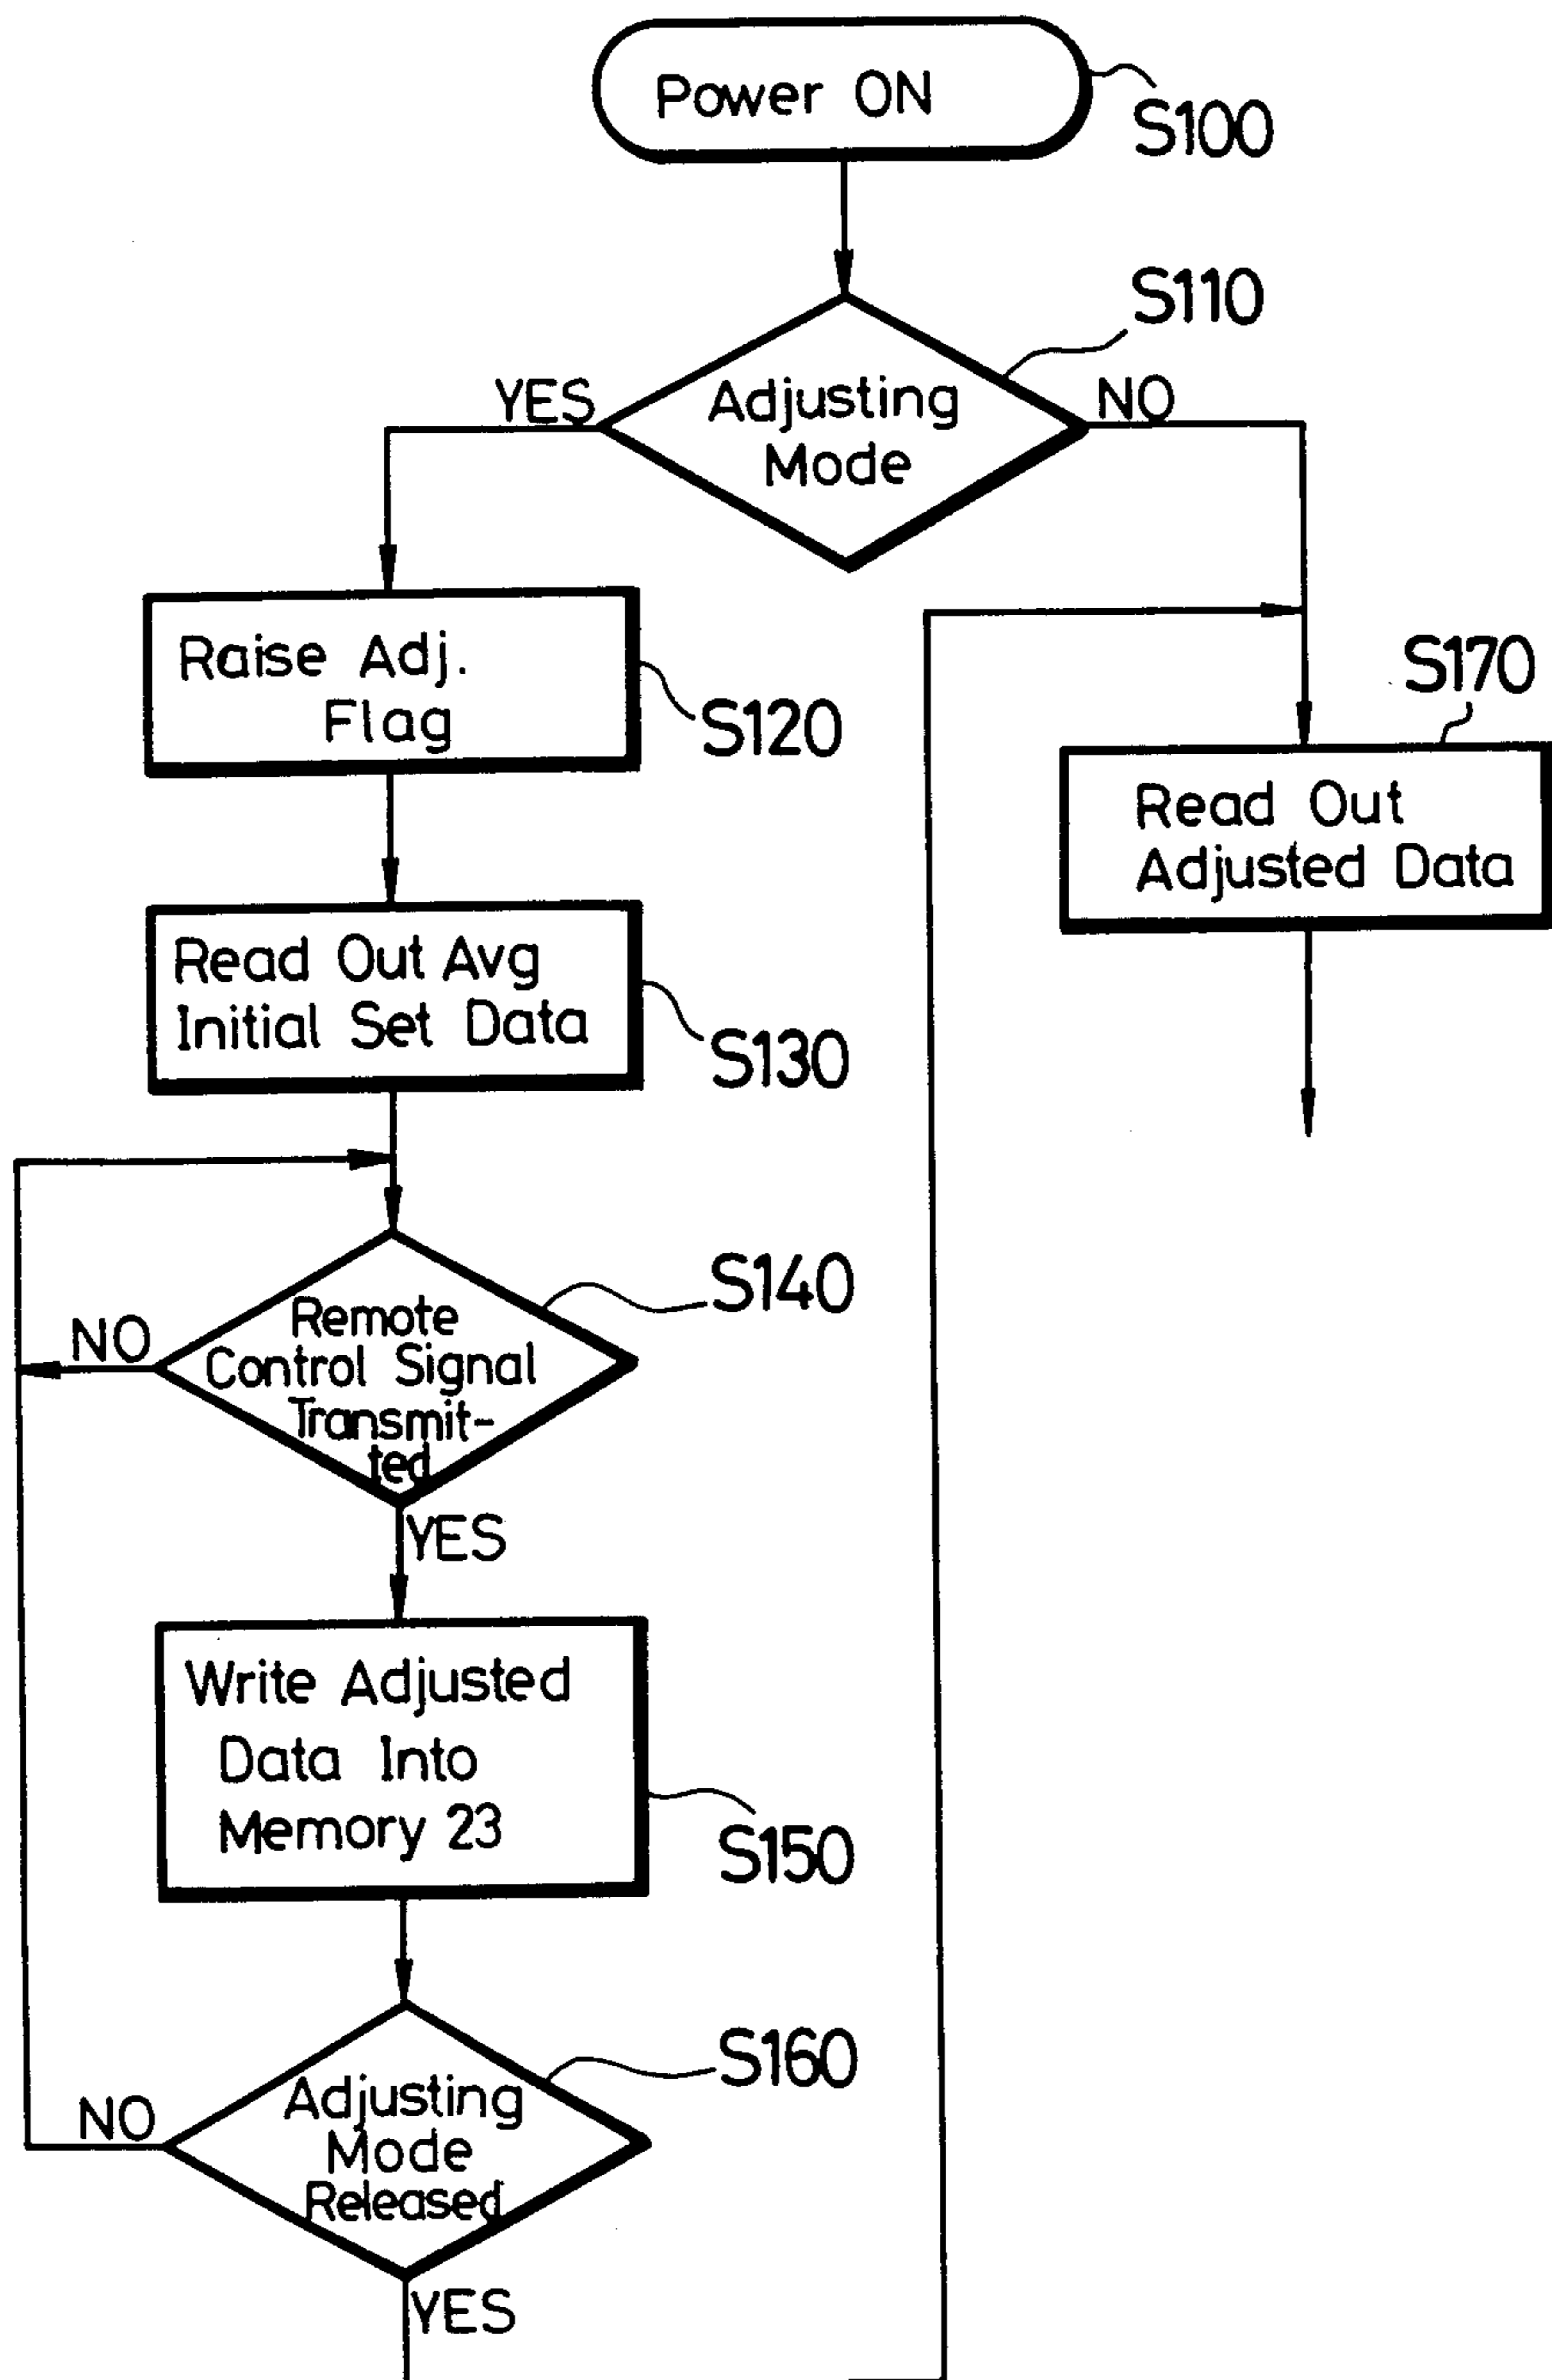 Power ON
S100
S110
YES
Adjusting
Mode
NO
Raise Adj.
Flag
S120
S170
Read Out
Adjusted Data
Read Out Avg
Initial Set Data
S130
S140
NO
Remote
Control Signal
Transmit-
ted
YES
Write Adjusted
Data Into
Memory 23
S150
S160
NO
Adjusting
Mode
Released
YES